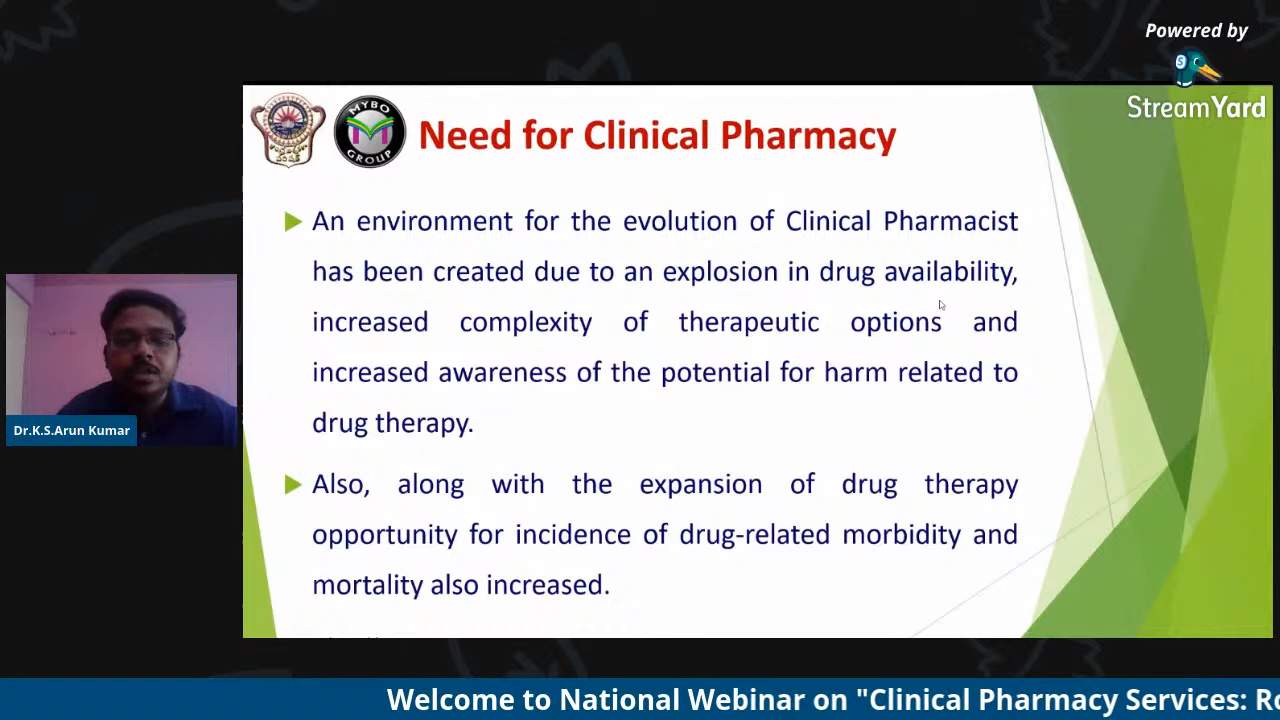 Powered by
StreamYard
MYBO
GROUP
Need for Clinical Pharmacy
An environment for the evolution of Clinical Pharmacist
has been created due to an explosion in drug availability,
increased complexity of therapeutic options and
increased awareness of the potential for harm related to
drug therapy.
Also, along with the expansion of drug therapy
opportunity for incidence of drug-related morbidity and
mortality also increased.
Dr.K.S.Arun Kumar
Welcome to National Webinar on "Clinical Pharmacy Services: R